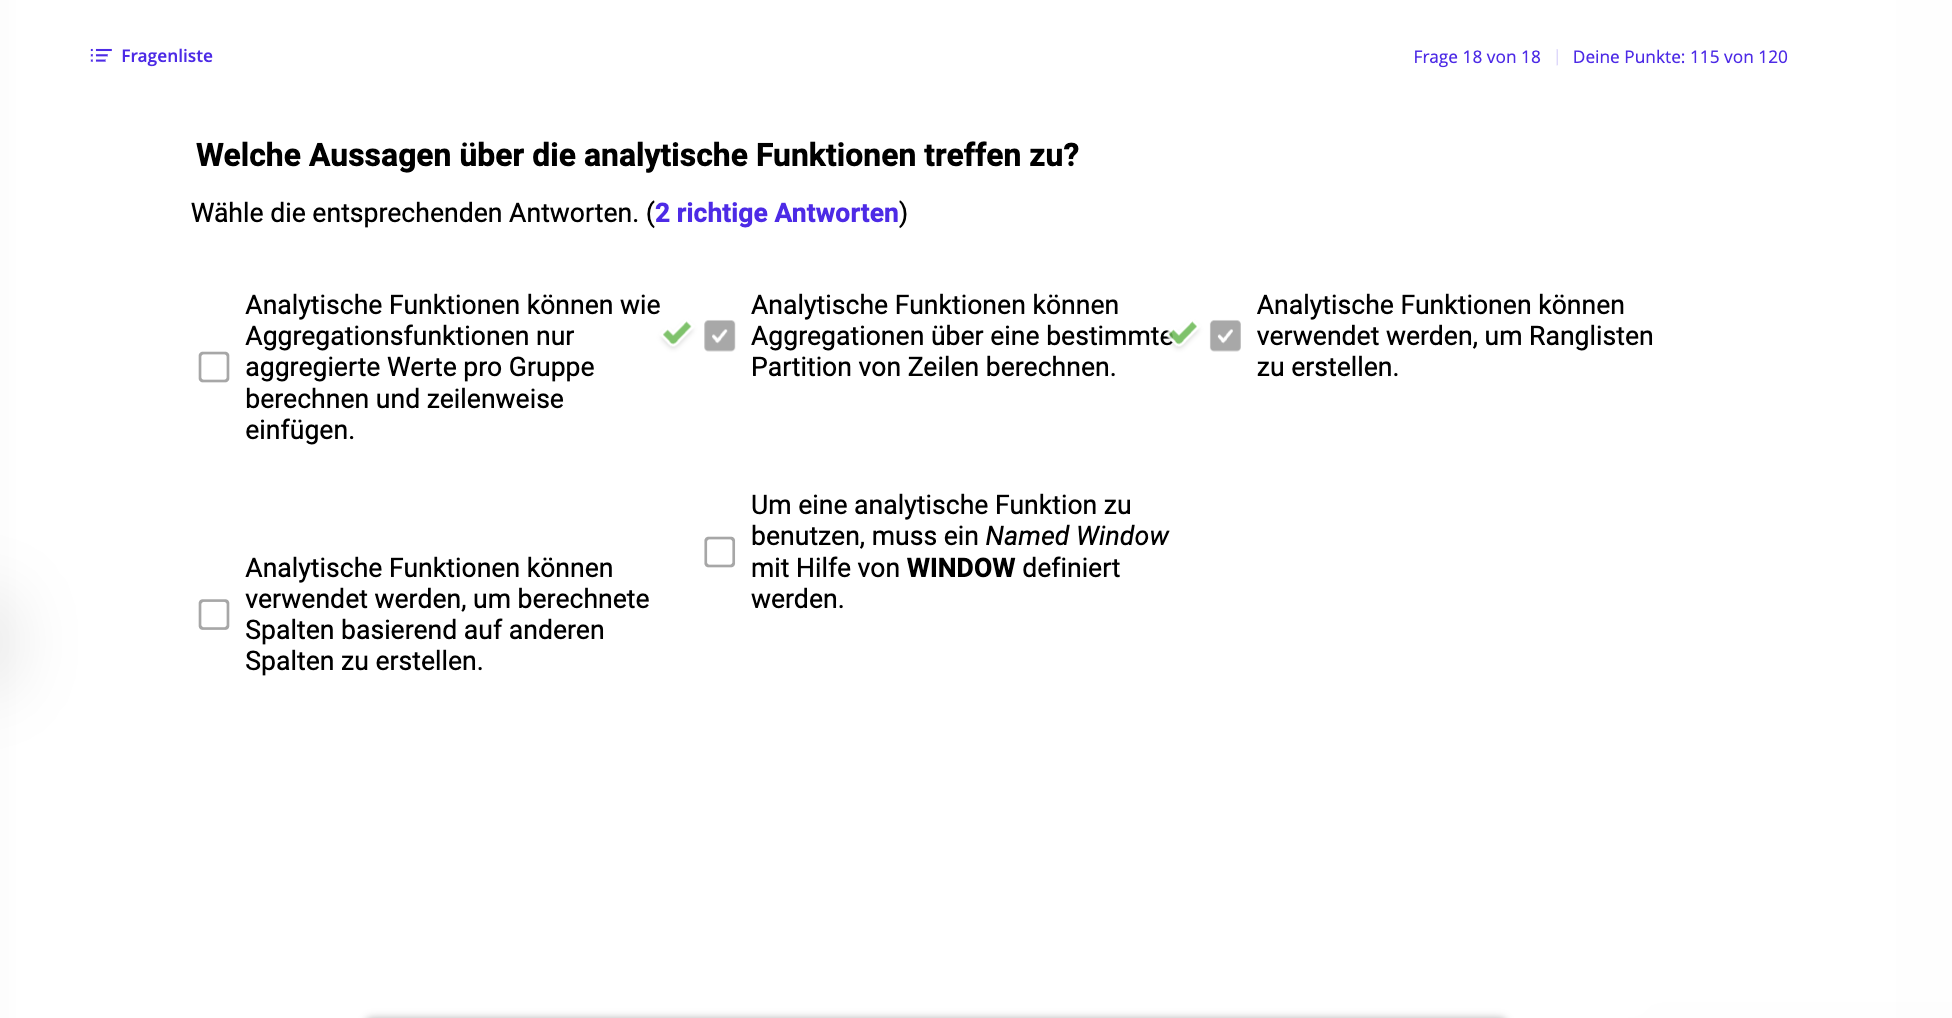 Fragenliste
Frage 18 von 18 | Deine Punkte: 115 von 120
Welche Aussagen über die analytische Funktionen treffen zu?
Wähle die entsprechenden Antworten. (2 richtige Antworten)
Analytische Funktionen können wie
Aggregationsfunktionen nur
aggregierte Werte pro Gruppe
berechnen und zeilenweise
einfügen.
Analytische Funktionen können
Aggregationen über eine bestimmte
Partition von Zeilen berechnen.
Analytische Funktionen können
verwendet werden, um Ranglisten
zu erstellen.
Analytische Funktionen können
verwendet werden, um berechnete
Spalten basierend auf anderen
Spalten zu erstellen.
Um eine analytische Funktion zu
benutzen, muss ein Named Window
mit Hilfe von WINDOW definiert
werden.